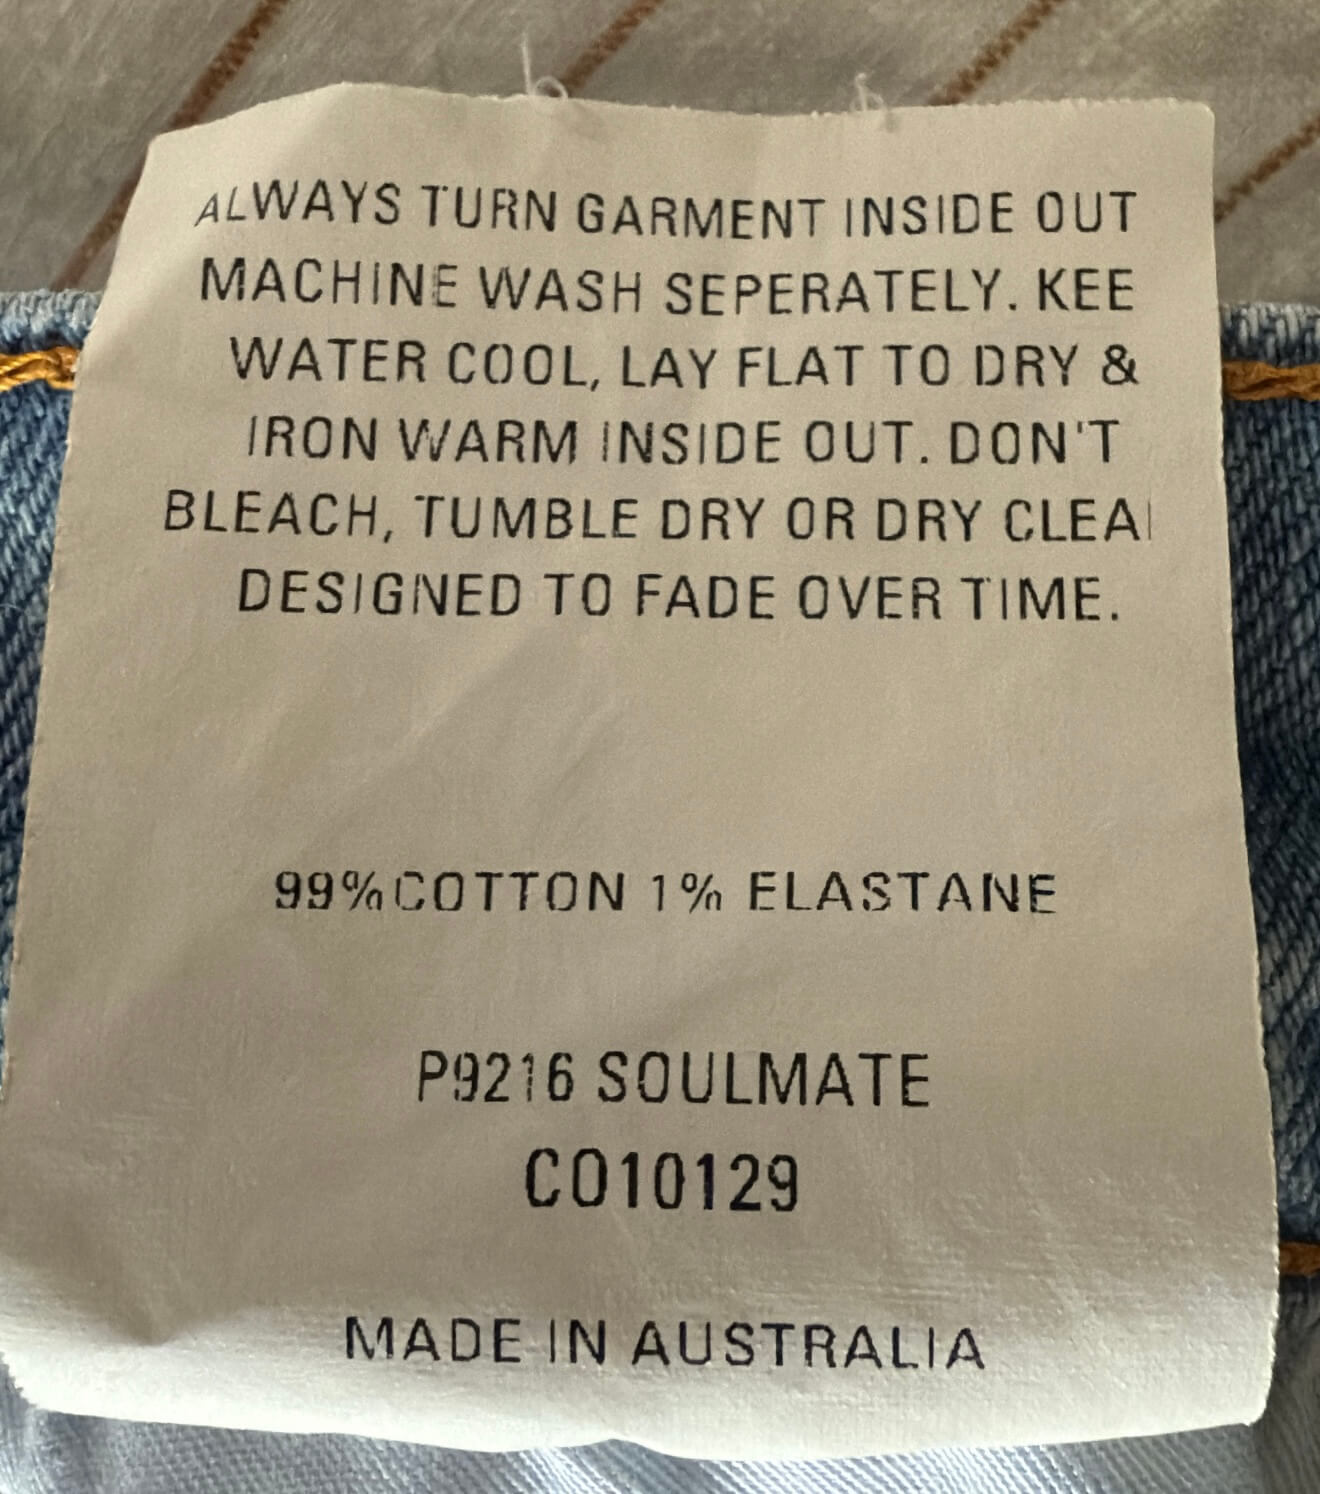 ALWAYS TURN GARMENT INSIDE OUT
MACHINE WASH SEPERATELY. KEE
WATER COOL, LAY FLAT TO DRY &
IRON WARM INSIDE OUT. DON'T
BLEACH, TUMBLE DRY OR DRY CLEA
DESIGNED TO FADE OVER TIME.
99%COTTON 1% ELASTANE
P9216 SOULMATE
CO10129
MADE IN AUSTRALIA